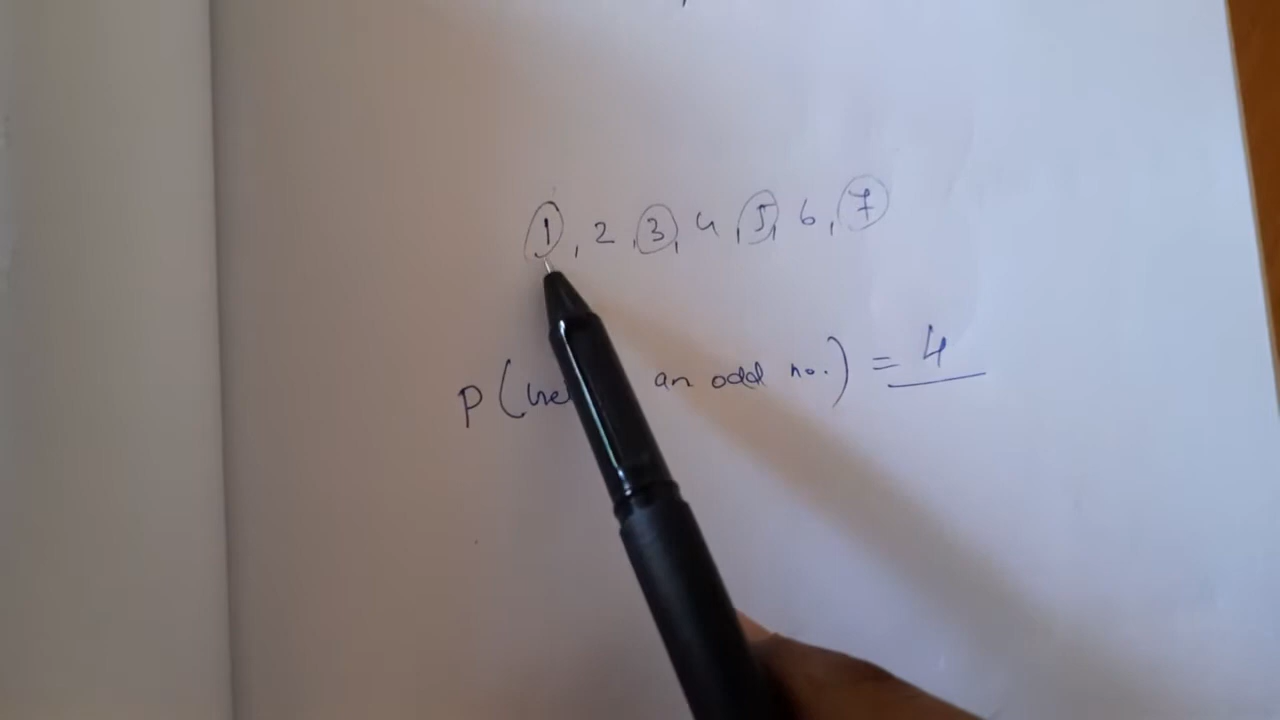 1, 2, 3, 4, 5, 6, 7
P( an odd no.) = 4